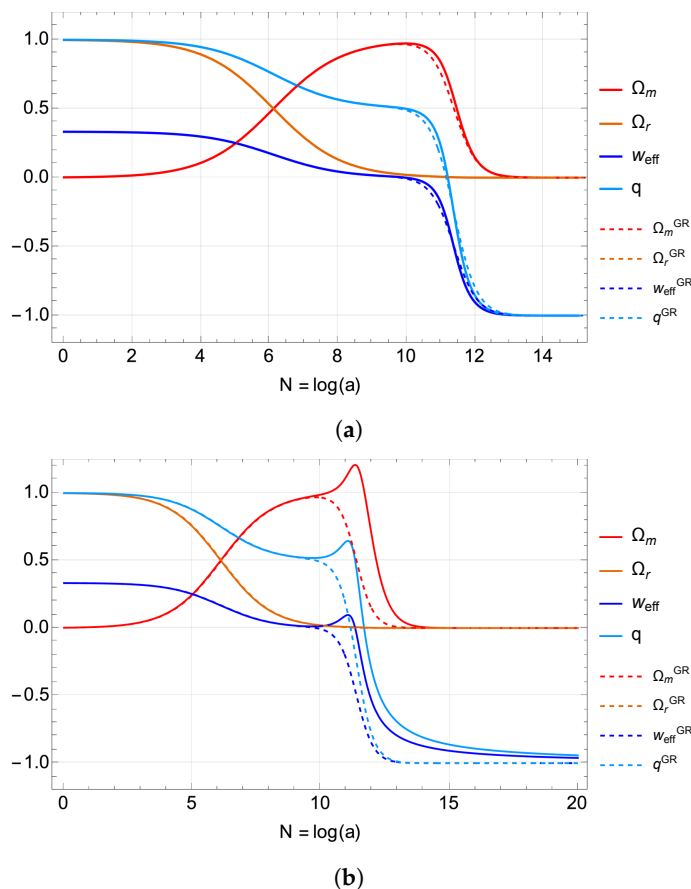 1.0
0.5
0.0
−0.5
−1.0
0 2 4 6 8 10 12 14
N = log(a)
Ωm
Ωr
weff
q
ΩmGR
ΩrGR
weffGR
qGR
(a)
1.0
0.5
0.0
−0.5
−1.0
0 5 10 15 20
N = log(a)
Ωm
Ωr
weff
q
ΩmGR
ΩrGR
weffGR
qGR
(b)